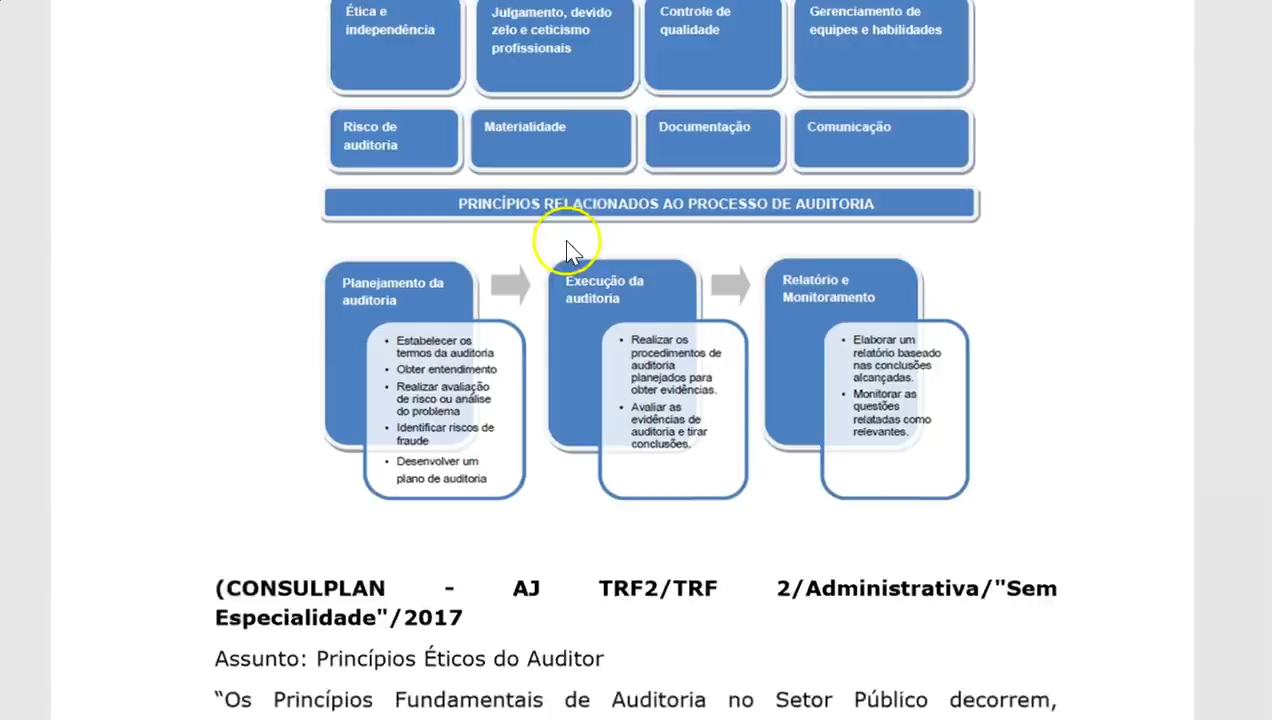 Ética e
independência
Julgamento, devido
zelo e ceticismo
profissionais
Controle de
qualidade
Gerenciamento de
equipes e habilidades
Risco de
auditoria
Materialidade
Documentação
Comunicação
PRINCÍPIOS RELACIONADOS AO PROCESSO DE AUDITORIA
Planejamento da
auditoria
• Estabelecer os
termos da auditoria
• Obter entendimento
• Realizar avaliação
de risco ou análise
do problema
• Identificar riscos de
fraude
• Desenvolver um
plano de auditoria
Execução da
auditoria
• Realizar os
procedimentos de
auditoria
planejados para
obter evidências.
• Avaliar as
evidências de
auditoria e tirar
conclusões.
Relatório e
Monitoramento
• Elaborar um
relatório baseado
nas conclusões
alcançadas.
• Monitorar as
questões
relatadas como
relevantes.
(CONSULPLAN - AJ TRF2/TRF 2/Administrativa/"Sem
Especialidade"/2017
Assunto: Princípios Éticos do Auditor
“Os Princípios Fundamentais de Auditoria no Setor Público decorrem,